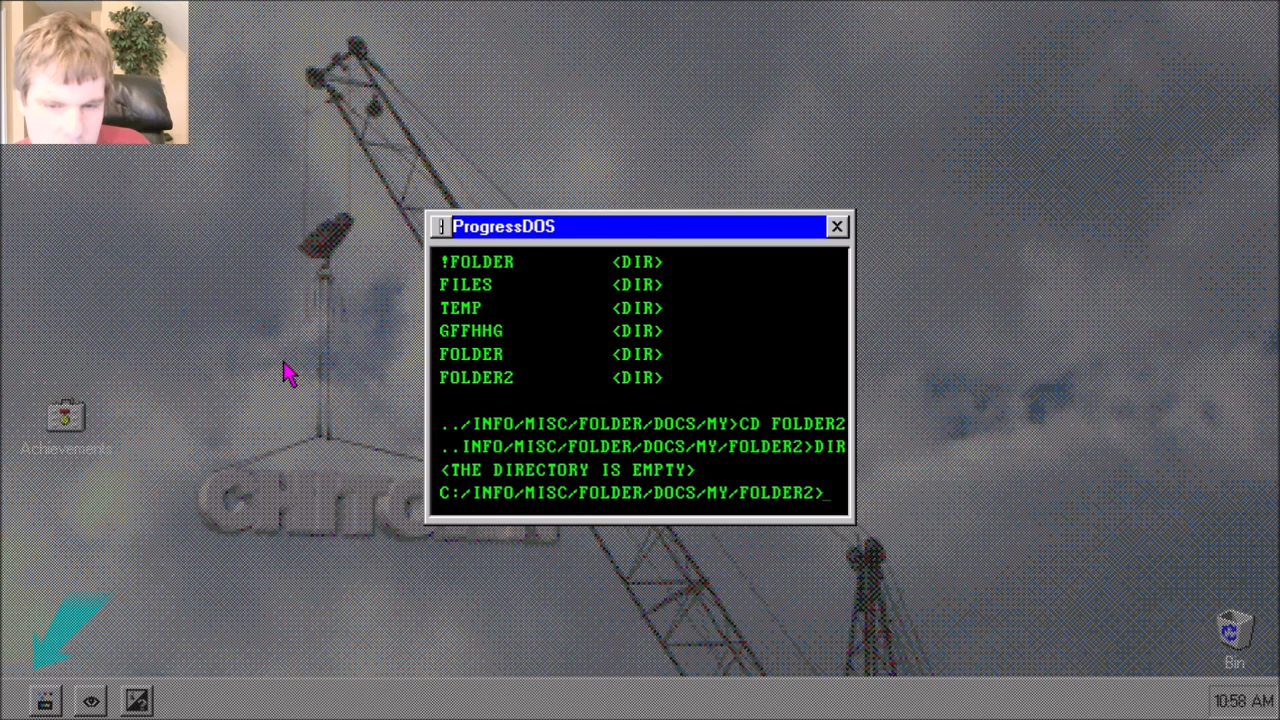 ProgressDOS
!FOLDER <DIR>
FILES <DIR>
TEMP <DIR>
GFFHHG <DIR>
FOLDER <DIR>
FOLDER2 <DIR>
../INFO/MISC/FOLDER/DOCS/MY>CD FOLDER2
..INFO/MISC/FOLDER/DOCS/MY/FOLDER2>DIR
<THE DIRECTORY IS EMPTY>
C:/INFO/MISC/FOLDER/DOCS/MY/FOLDER2>_
Achievements
Bin
10:58 AM